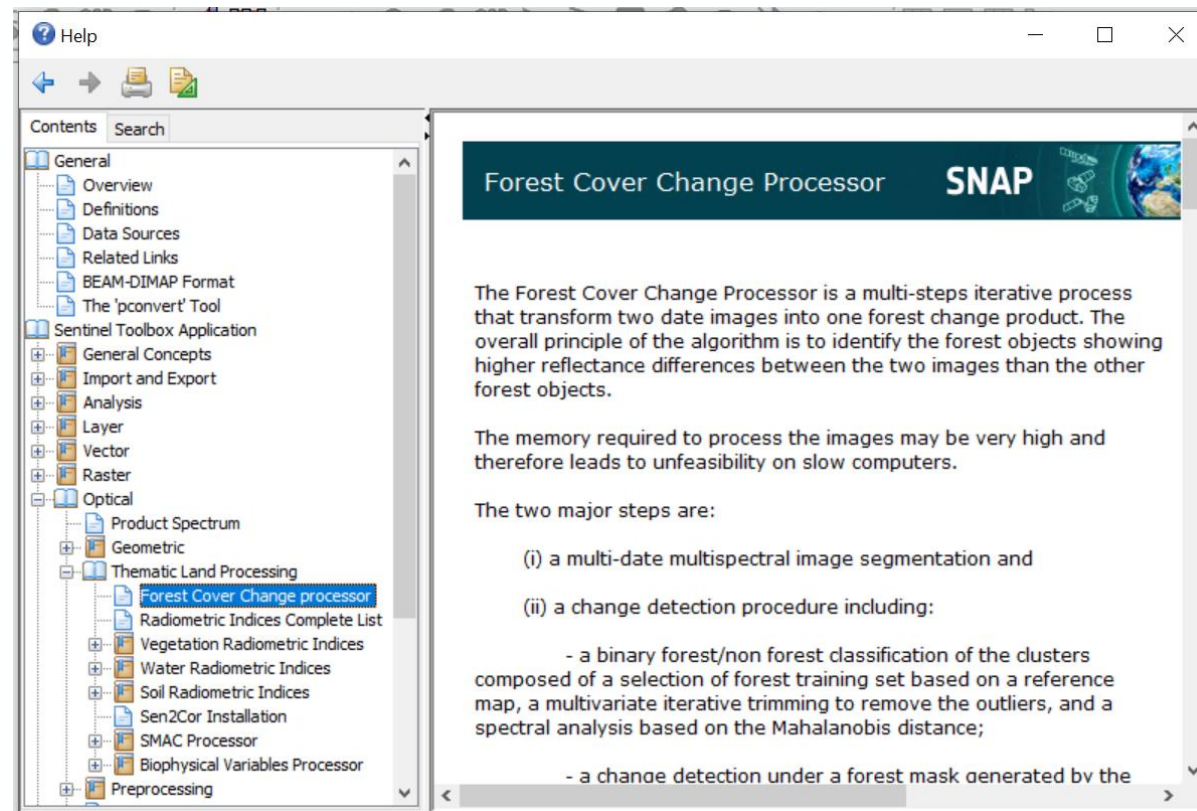 Help
Contents Search
General
Overview
Definitions
Data Sources
Related Links
BEAM-DIMAP Format
The 'pconvert' Tool
Sentinel Toolbox Application
General Concepts
Import and Export
Analysis
Layer
Vector
Raster
Optical
Product Spectrum
Geometric
Thematic Land Processing
Forest Cover Change processor
Radiometric Indices Complete List
Vegetation Radiometric Indices
Water Radiometric Indices
Soil Radiometric Indices
Sen2Cor Installation
SMAC Processor
Biophysical Variables Processor
Preprocessing
Forest Cover Change Processor SNAP
The Forest Cover Change Processor is a multi-steps iterative process
that transform two date images into one forest change product. The
overall principle of the algorithm is to identify the forest objects showing
higher reflectance differences between the two images than the other
forest objects.
The memory required to process the images may be very high and
therefore leads to unfeasibility on slow computers.
The two major steps are:
(i) a multi-date multispectral image segmentation and
(ii) a change detection procedure including:
- a binary forest/non forest classification of the clusters
composed of a selection of forest training set based on a reference
map, a multivariate iterative trimming to remove the outliers, and a
spectral analysis based on the Mahalanobis distance;
- a change detection under a forest mask generated by the